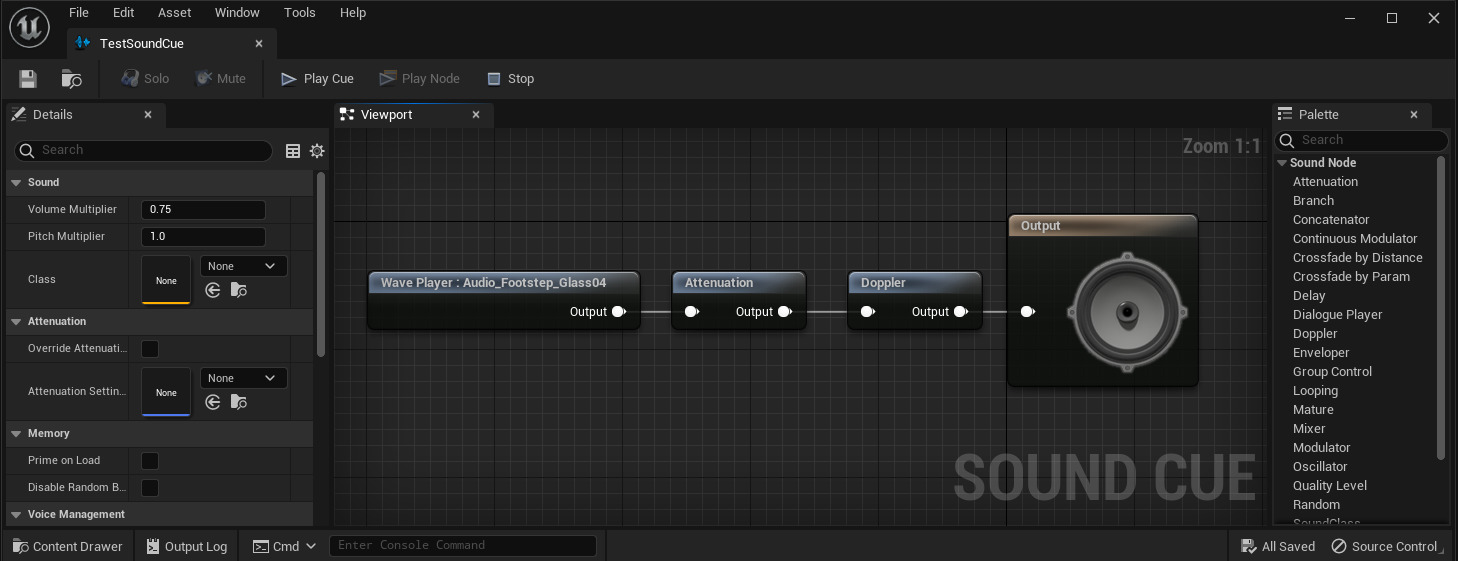 File Edit Asset Window Tools Help
TestSoundCue
Solo Mute Play Cue Play Node Stop
Details
Search
Sound
Volume Multiplier 0.75
Pitch Multiplier 1.0
Class None None
Attenuation
Override Attenuati...
Attenuation Settin... None None
Memory
Prime on Load
Disable Random B...
Voice Management
Viewport
Zoom 1:1
Wave Player : Audio_Footstep_Glass04
Output
Attenuation
Output
Doppler
Output
Output
SOUND CUE
Palette
Search
Sound Node
Attenuation
Branch
Concatenator
Continuous Modulator
Crossfade by Distance
Crossfade by Param
Delay
Dialogue Player
Doppler
Enveloper
Group Control
Looping
Mature
Mixer
Modulator
Oscillator
Quality Level
Random
SoundClass
Content Drawer Output Log Cmd Enter Console Command All Saved Source Control